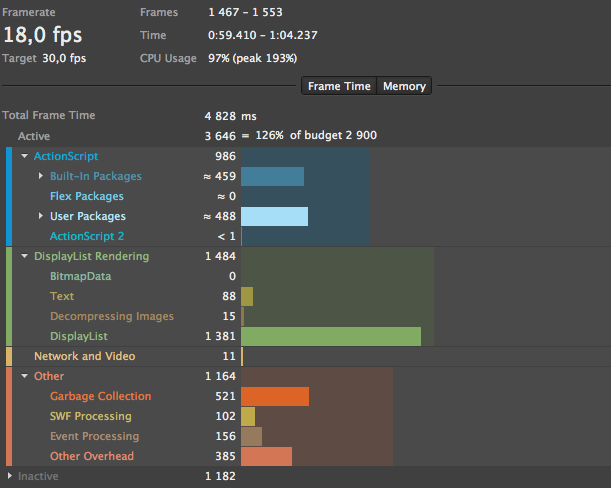 Framerate Frames 1 467 – 1 553
18,0 fps Time 0:59.410 – 1:04.237
Target 30,0 fps CPU Usage 97% (peak 193%)
Frame Time Memory
Total Frame Time 4 828 ms
Active 3 646 = 126% of budget 2 900
ActionScript 986
Built-In Packages ≈ 459
Flex Packages ≈ 0
User Packages ≈ 488
ActionScript 2 < 1
DisplayList Rendering 1 484
BitmapData 0
Text 88
Decompressing Images 15
DisplayList 1 381
Network and Video 11
Other 1 164
Garbage Collection 521
SWF Processing 102
Event Processing 156
Other Overhead 385
Inactive 1 182